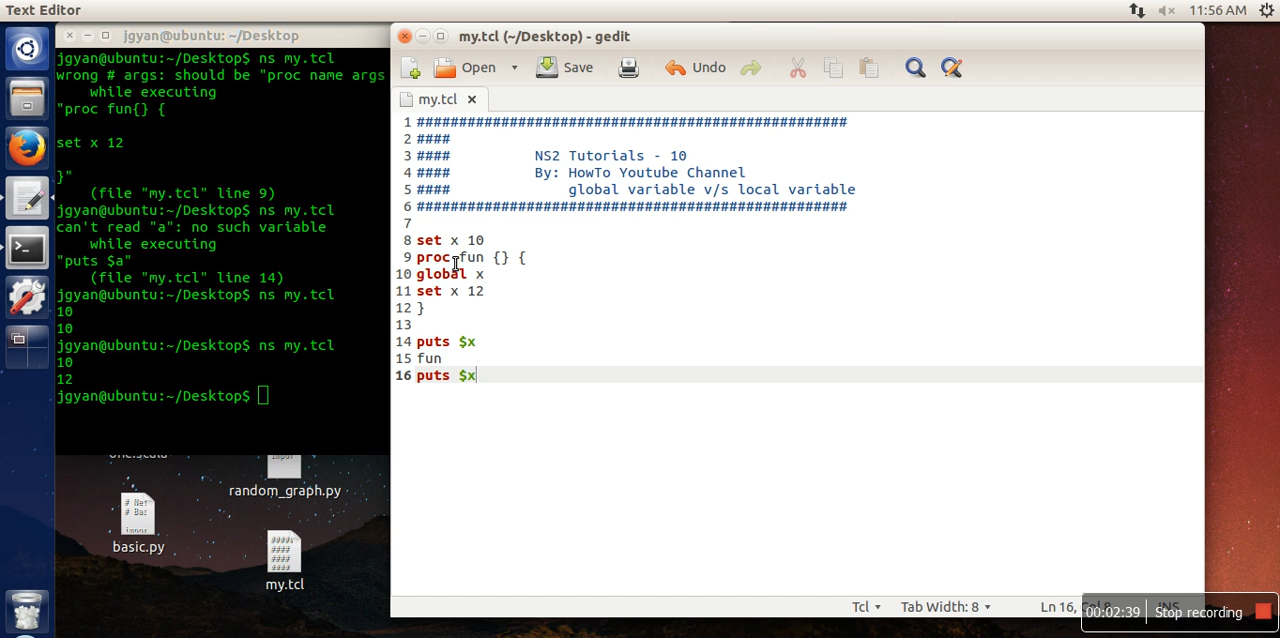 Text Editor
11:56 AM
jgyan@ubuntu: ~/Desktop
jgyan@ubuntu:~/Desktop$ ns my.tcl
wrong # args: should be "proc name args
    while executing
"proc fun{} {
set x 12
}"
    (file "my.tcl" line 9)
jgyan@ubuntu:~/Desktop$ ns my.tcl
can't read "a": no such variable
    while executing
"puts $a"
    (file "my.tcl" line 14)
jgyan@ubuntu:~/Desktop$ ns my.tcl
10
10
jgyan@ubuntu:~/Desktop$ ns my.tcl
10
12
jgyan@ubuntu:~/Desktop$
random_graph.py
# Net
# Bas
impor
basic.py
#####
####
####
####
my.tcl
my.tcl (~/Desktop) - gedit
Open Save Undo
my.tcl
1 ###################################################
2 ####
3 ####          NS2 Tutorials - 10
4 ####          By: HowTo Youtube Channel
5 ####              global variable v/s local variable
6 ###################################################
7
8 set x 10
9 proc fun {} {
10 global x
11 set x 12
12 }
13
14 puts $x
15 fun
16 puts $x
Tcl Tab Width: 8 Ln 16, INS
00:02:39 Stop recording